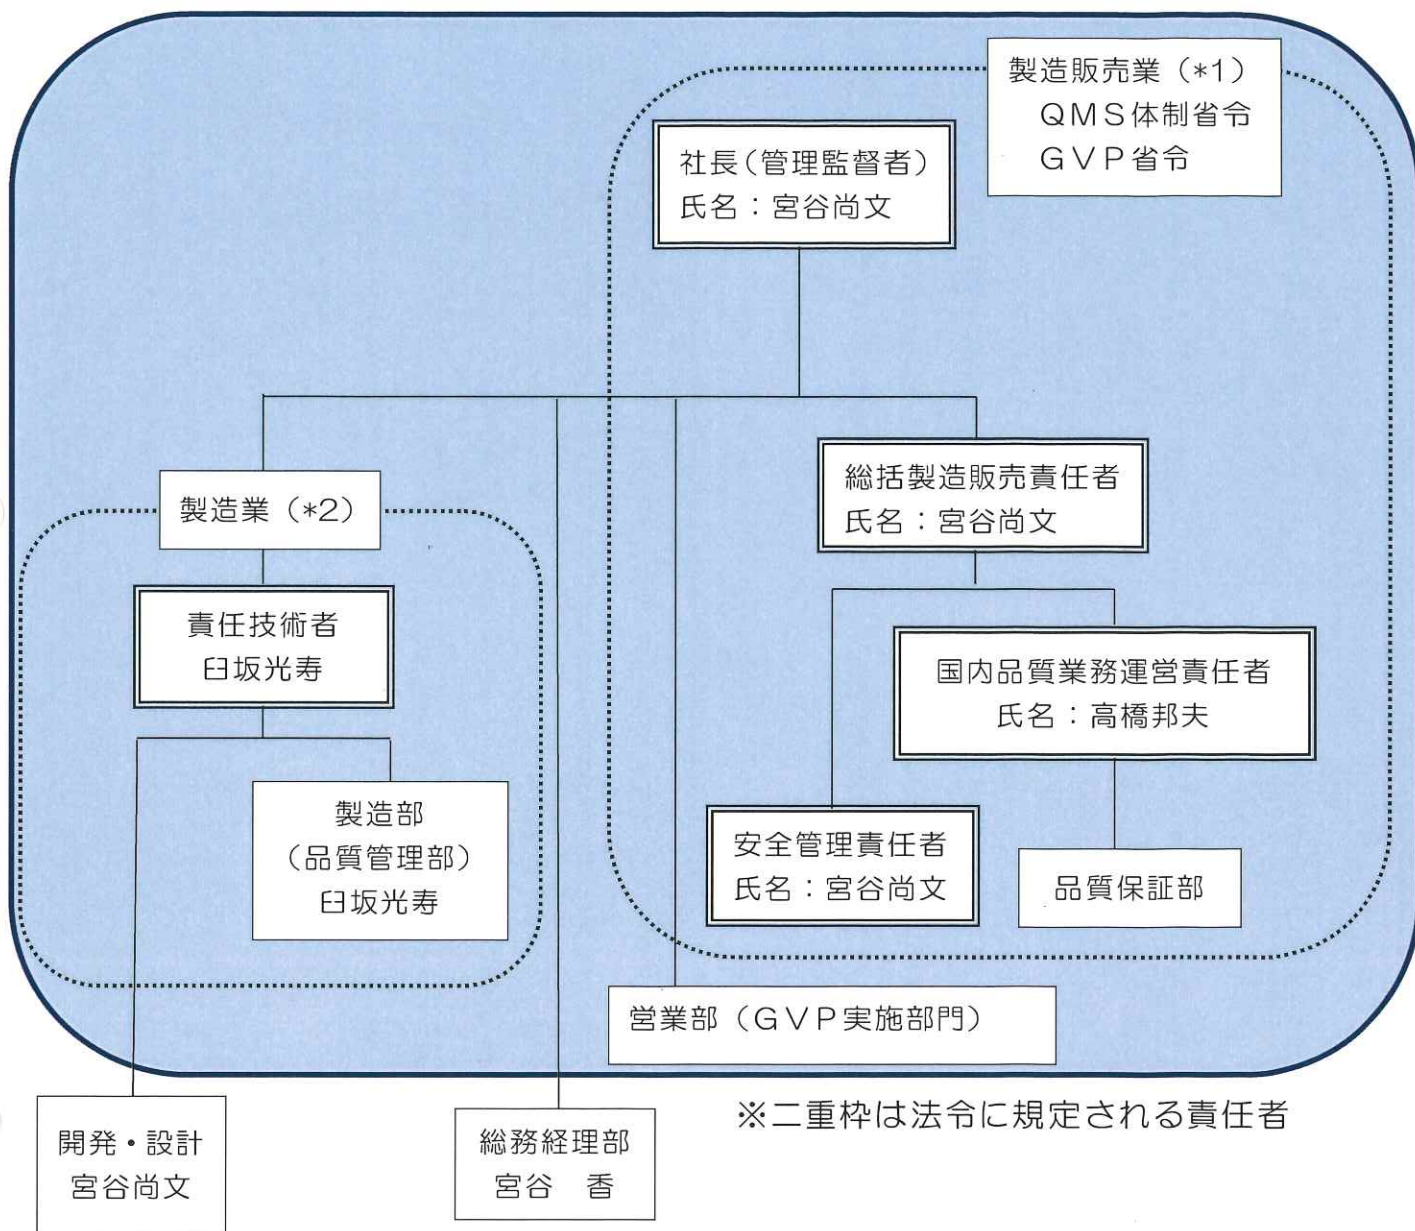 製造販売業（*1）
QMS体制省令
GVP省令
社長（管理監督者）
氏名：宮谷尚文
総括製造販売責任者
氏名：宮谷尚文
製造業（*2）
責任技術者
臼坂光寿
国内品質業務運営責任者
氏名：高橋邦夫
製造部
（品質管理部）
臼坂光寿
安全管理責任者
氏名：宮谷尚文
品質保証部
営業部（GVP実施部門）
※二重枠は法令に規定される責任者
開発・設計
宮谷尚文
総務経理部
宮谷　香